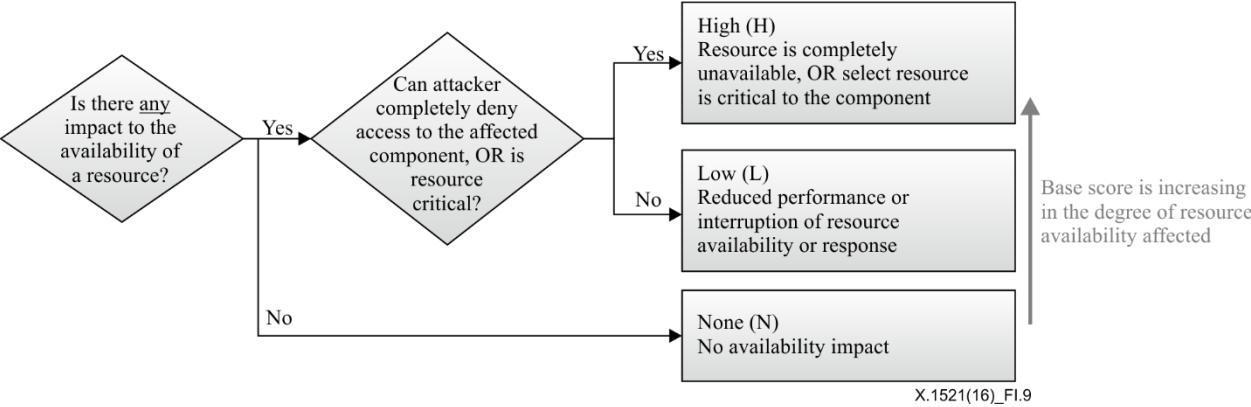 Is there any
impact to the
availability of
a resource?
Yes
No
Can attacker
completely deny
access to the affected
component, OR is
resource
critical?
Yes
No
High (H)
Resource is completely
unavailable, OR select resource
is critical to the component
Low (L)
Reduced performance or
interruption of resource
availability or response
None (N)
No availability impact
Base score is increasing
in the degree of resource
availability affected
X.1521(16)_FI.9